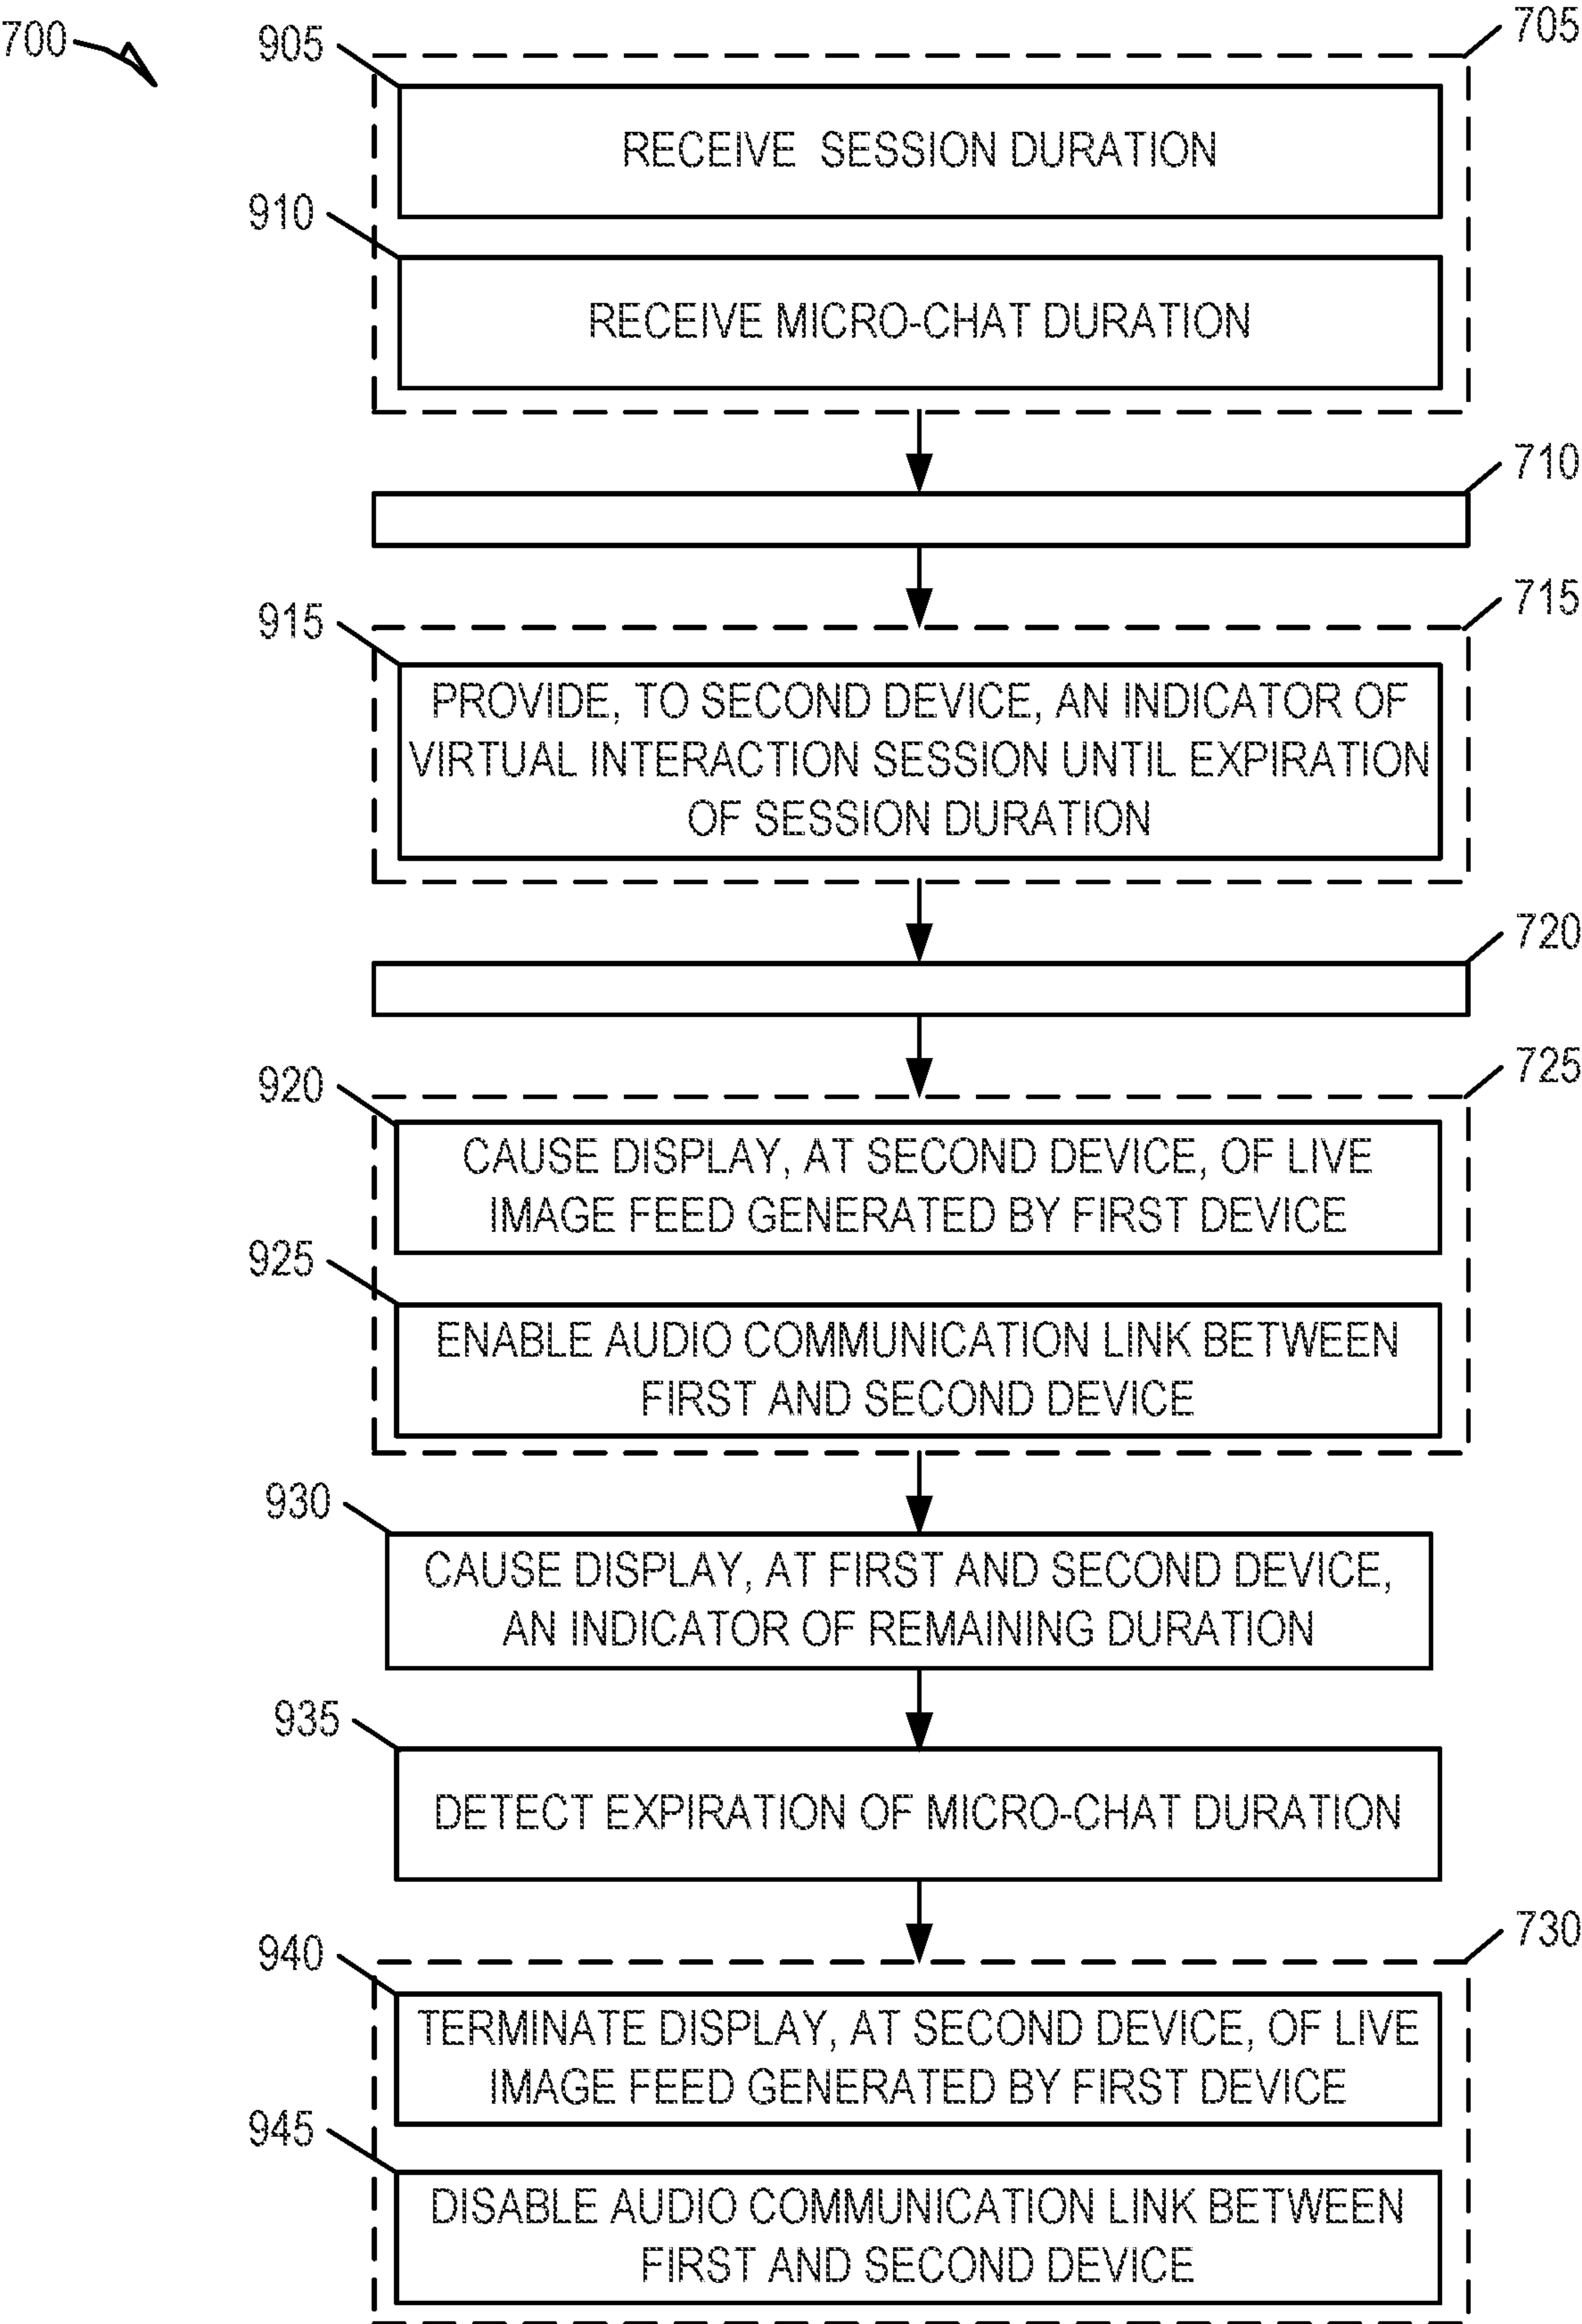 700
905
705
RECEIVE SESSION DURATION
910
RECEIVE MICRO-CHAT DURATION
710
915
715
PROVIDE, TO SECOND DEVICE, AN INDICATOR OF
VIRTUAL INTERACTION SESSION UNTIL EXPIRATION
OF SESSION DURATION
720
920
725
CAUSE DISPLAY, AT SECOND DEVICE, OF LIVE
IMAGE FEED GENERATED BY FIRST DEVICE
925
ENABLE AUDIO COMMUNICATION LINK BETWEEN
FIRST AND SECOND DEVICE
930
CAUSE DISPLAY, AT FIRST AND SECOND DEVICE,
AN INDICATOR OF REMAINING DURATION
935
DETECT EXPIRATION OF MICRO-CHAT DURATION
940
730
TERMINATE DISPLAY, AT SECOND DEVICE, OF LIVE
IMAGE FEED GENERATED BY FIRST DEVICE
945
DISABLE AUDIO COMMUNICATION LINK BETWEEN
FIRST AND SECOND DEVICE